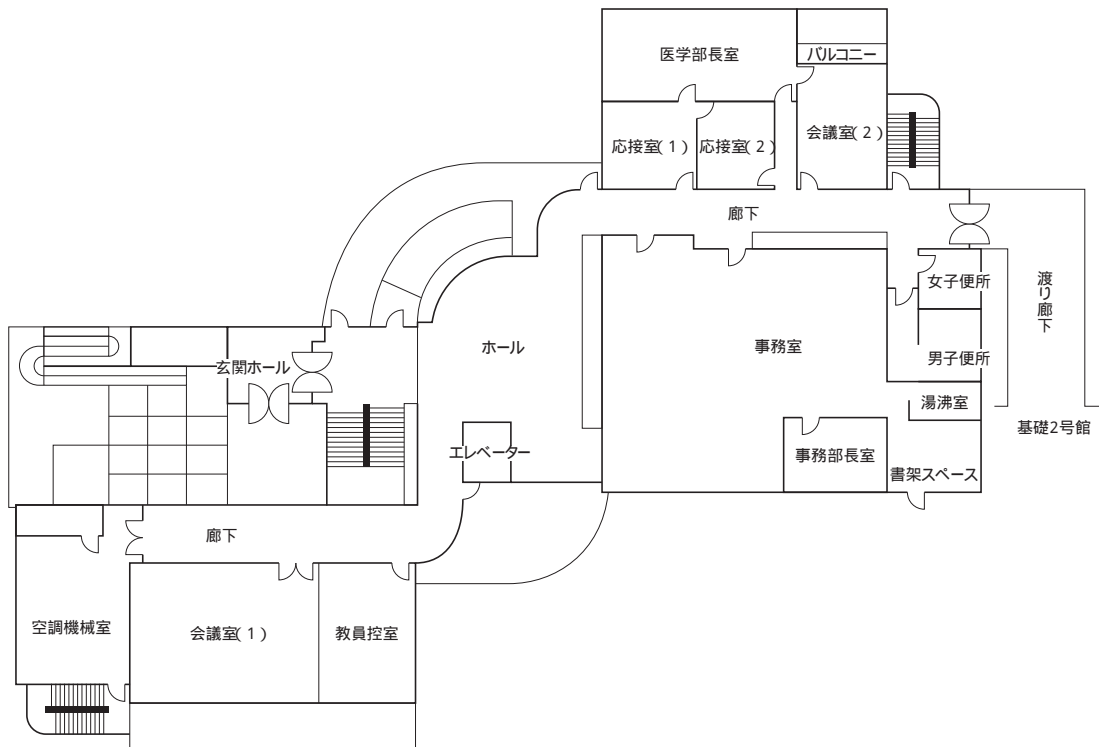 医学部長室
バルコニー
応接室(1)
応接室(2)
会議室(2)
廊下
女子便所
渡り廊下
玄関ホール
ホール
事務室
男子便所
湯沸室
基礎2号館
エレベーター
事務部長室
書架スペース
廊下
空調機械室
会議室(1)
教員控室